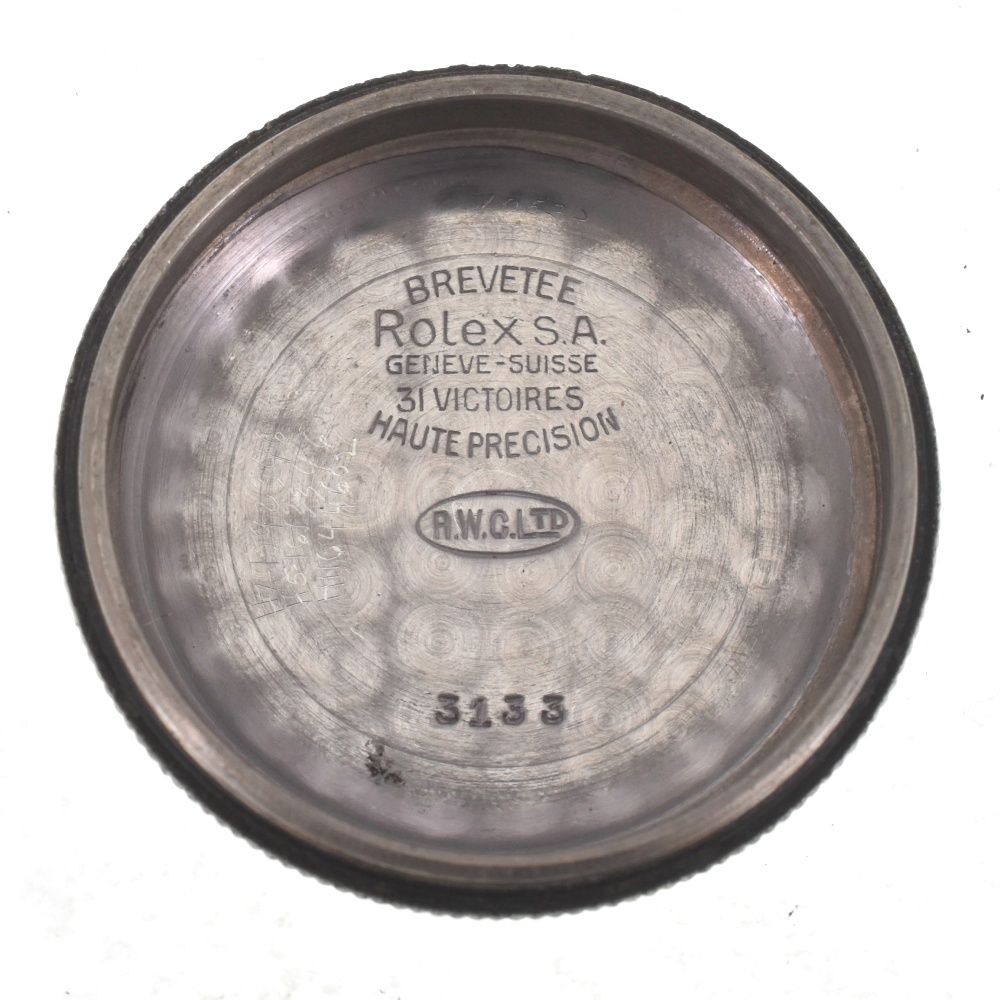 BREVETEE
Rolex S.A.
GENEVE-SUISSE
31 VICTOIRES
HAUTE PRECISION
R.W.C.LTD
3133